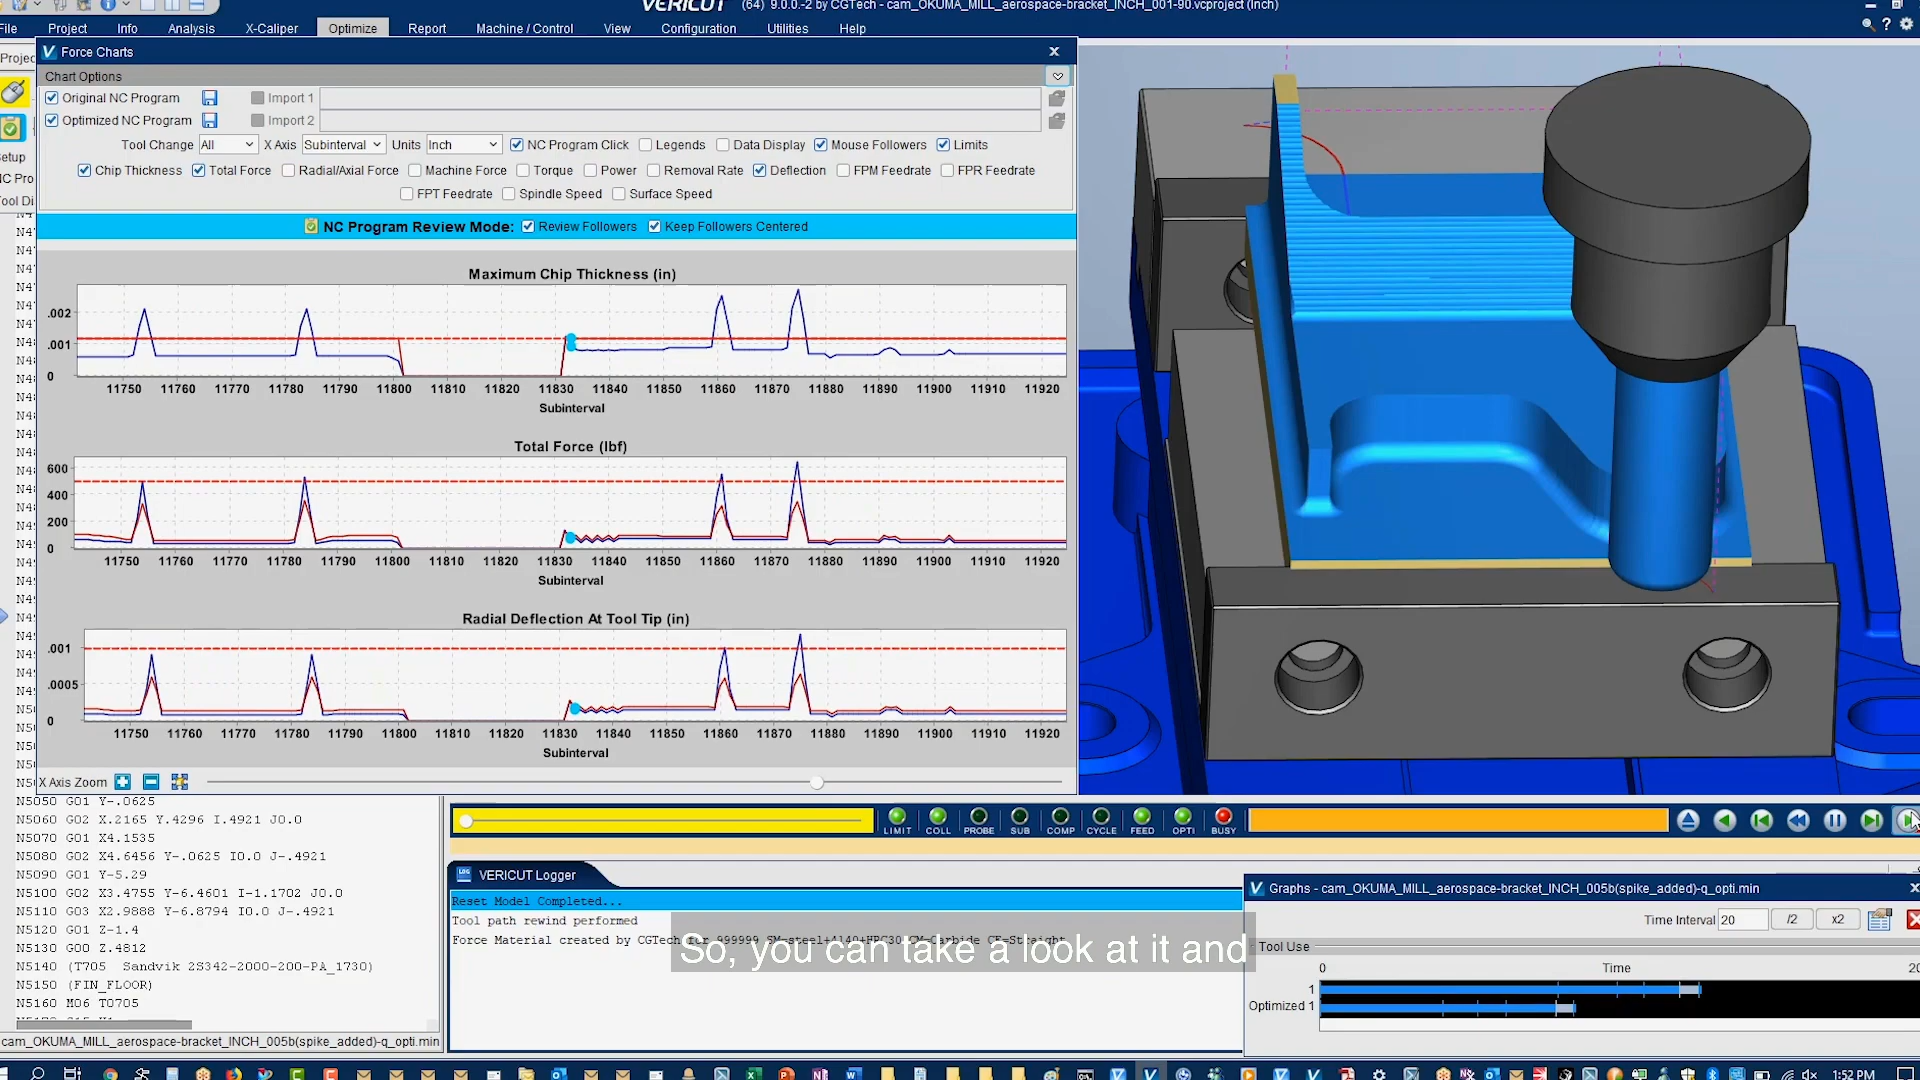 VERICUT (64) 9.0.0.-2 by CGTech - cam_OKUMA_MILL_aerospace-bracket_INCH_001-90.vcproject (Inch)
File Project Info Analysis X-Caliper Optimize Report Machine / Control View Configuration Utilities Help
Force Charts
Chart Options
Original NC Program Import 1
Optimized NC Program Import 2
Tool Change All X Axis Subinterval Units Inch NC Program Click Legends Data Display Mouse Followers Limits
Chip Thickness Total Force Radial/Axial Force Machine Force Torque Power Removal Rate Deflection FPM Feedrate FPR Feedrate
FPT Feedrate Spindle Speed Surface Speed
NC Program Review Mode: Review Followers Keep Followers Centered
Maximum Chip Thickness (in)
.002
.001
0
11750 11760 11770 11780 11790 11800 11810 11820 11830 11840 11850 11860 11870 11880 11890 11900 11910 11920
Subinterval
Total Force (lbf)
600
400
200
0
11750 11760 11770 11780 11790 11800 11810 11820 11830 11840 11850 11860 11870 11880 11890 11900 11910 11920
Subinterval
Radial Deflection At Tool Tip (in)
.001
.0005
0
11750 11760 11770 11780 11790 11800 11810 11820 11830 11840 11850 11860 11870 11880 11890 11900 11910 11920
Subinterval
X Axis Zoom
N5050 G01 Y-.0625
N5060 G02 X.2165 Y.4296 I.4921 J0.0
N5070 G01 X4.1535
N5080 G02 X4.6456 Y-.0625 I0.0 J-.4921
N5090 G01 Y-5.29
N5100 G02 X3.4755 Y-6.4601 I-1.1702 J0.0
N5110 G03 X2.9888 Y-6.8794 I0.0 J-.4921
N5120 G01 Z-1.4
N5130 G00 Z.4812
N5140 (T705 Sandvik 2S342-2000-200-PA_1730)
N5150 (FIN_FLOOR)
N5160 M06 T0705
cam_OKUMA_MILL_aerospace-bracket_INCH_005b(spike_added)-q_opti.min
LIMIT COLL PROBE SUB COMP CYCLE FEED OPTI BUSY
VERICUT Logger
Reset Model Completed...
Tool path rewind performed
Force Material created by CGTech for 999999 SM=steel+4140+HRC30 CM=Carbide CE=Straight
So, you can take a look at it and
Graphs - cam_OKUMA_MILL_aerospace-bracket_INCH_005b(spike_added)-q_opti.min
Time Interval 20 /2 x2
Tool Use
0 Time
1
Optimized 1
1:52 PM